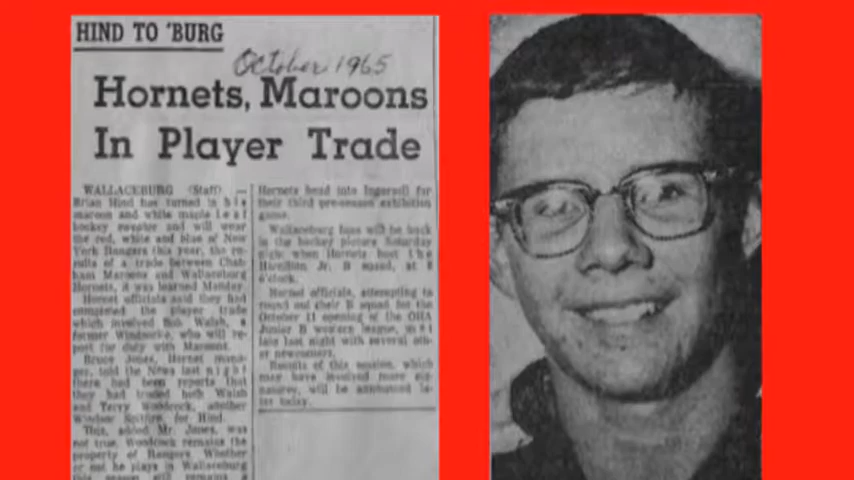 HIND TO 'BURG
October 1965
Hornets, Maroons
In Player Trade
WALLACEBURG (Staff) —
Brian Hind has turned in his
maroon and white maple leaf
hockey sweater and will wear
the red, white and blue of New
York Rangers this year, the re-
sults of a trade between Chat-
ham Maroons and Wallaceburg
Hornets, it was learned Monday.
Hornet officials said they had
completed the player trade
which involved Bob Walsh, a
former Windsorite, who will re-
port for duty with Maroons.
Bruce Jones, Hornet mana-
ger, told the News last night
there had been reports that
they had traded both Walsh
and Terry Woodrock, another
Windsor Spitfire, for Hind.
This, added Mr. Jones, was
not true. Woodrock remains the
property of Rangers. Whether
or not he plays in Wallaceburg
this season still remains a
Hornets head into Ingersoll for
their third pre-season exhibition
game.
Wallaceburg fans will be back
in the hockey picture Saturday
night when Hornets host the
Hamilton Jr. B squad, at 8
o'clock.
Hornet officials, attempting to
round out their B squad for the
October 11 opening of the OHA
Junior B western league, met
late last night with several oth-
er newcomers.
Results of this session, which
may have involved more sig-
natures, will be announced la-
ter today.